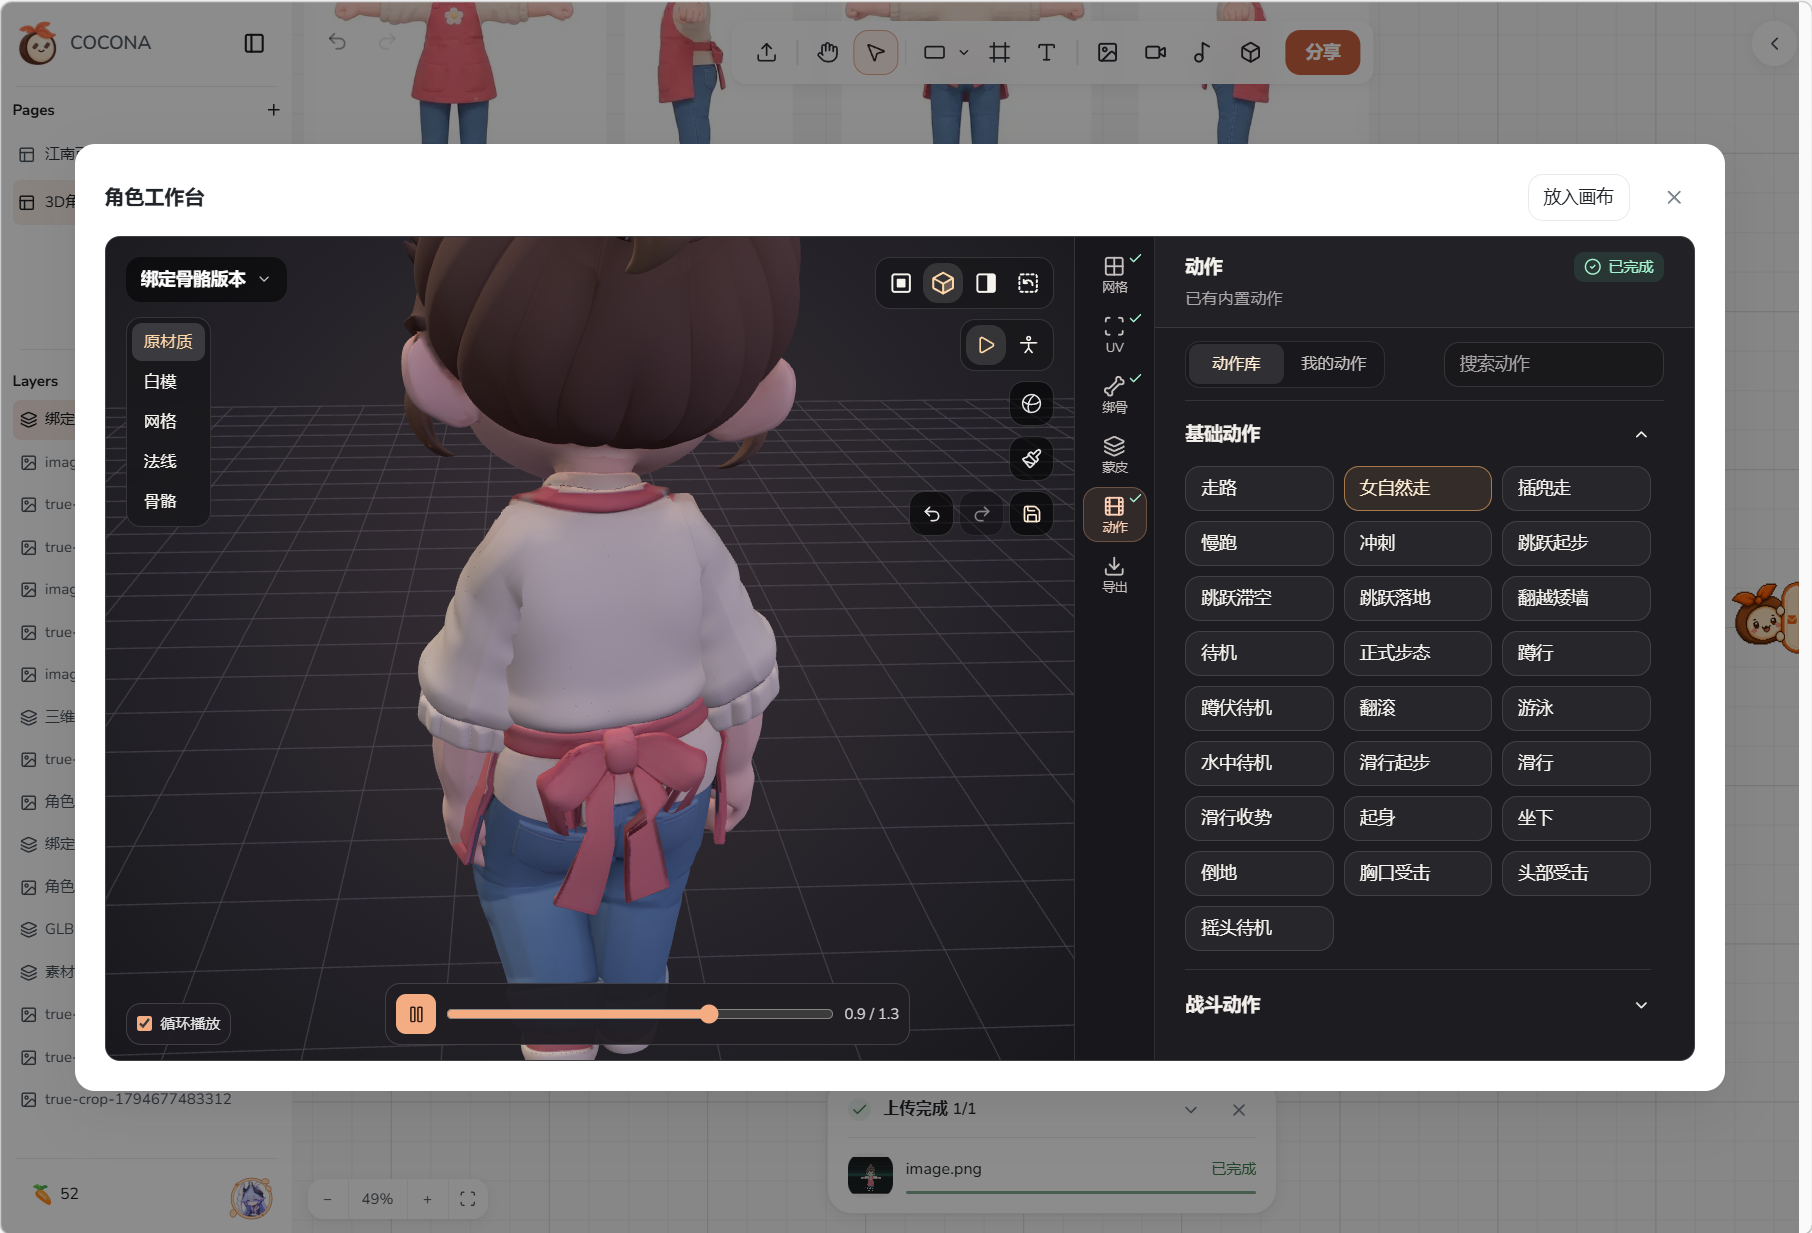 COCONA
分享
Pages
江南
3D角
角色工作台
放入画布
绑定骨骼版本
原材质
白模
网格
法线
骨骼
网格
UV
绑骨
蒙皮
动作
导出
动作
已完成
已有内置动作
动作库
我的动作
搜索动作
基础动作
走路
女自然走
插兜走
慢跑
冲刺
跳跃起步
跳跃滞空
跳跃落地
翻越矮墙
待机
正式步态
蹲行
蹲伏待机
翻滚
游泳
水中待机
滑行起步
滑行
滑行收势
起身
坐下
倒地
胸口受击
头部受击
摇头待机
战斗动作
循环播放
0.9 / 1.3
Layers
绑定
imag
true-
true-
imag
true-
imag
三维
true-
角色
绑定
角色
GLB
素材
true-
true-
true-crop-1794677483312
52
49%
上传完成 1/1
image.png
已完成